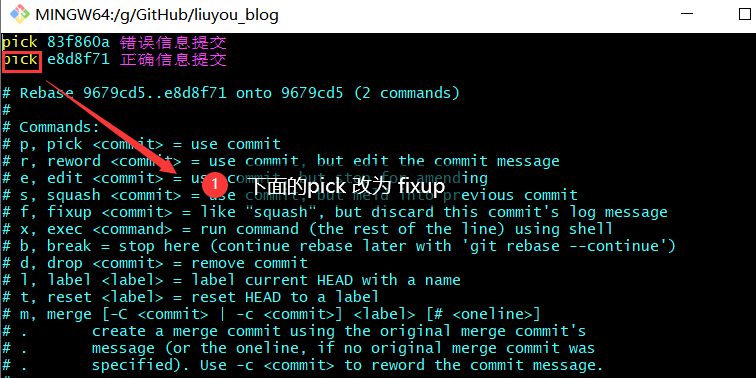 MINGW64:/g/GitHub/liuyou_blog
pick 83f860a 错误信息提交
pick e8d8f71 正确信息提交
# Rebase 9679cd5..e8d8f71 onto 9679cd5 (2 commands)
#
# Commands:
# p, pick <commit> = use commit
# r, reword <commit> = use commit, but edit the commit message
# e, edit <commit> = use commit, but stop for amending
1 下面的pick 改为 fixup
# s, squash <commit> = use commit, but meld into previous commit
# f, fixup <commit> = like "squash", but discard this commit's log message
# x, exec <command> = run command (the rest of the line) using shell
# b, break = stop here (continue rebase later with 'git rebase --continue')
# d, drop <commit> = remove commit
# l, label <label> = label current HEAD with a name
# t, reset <label> = reset HEAD to a label
# m, merge [-C <commit> | -c <commit>] <label> [# <oneline>]
# .       create a merge commit using the original merge commit's
# .       message (or the oneline, if no original merge commit was
# .       specified). Use -c <commit> to reword the commit message.
#